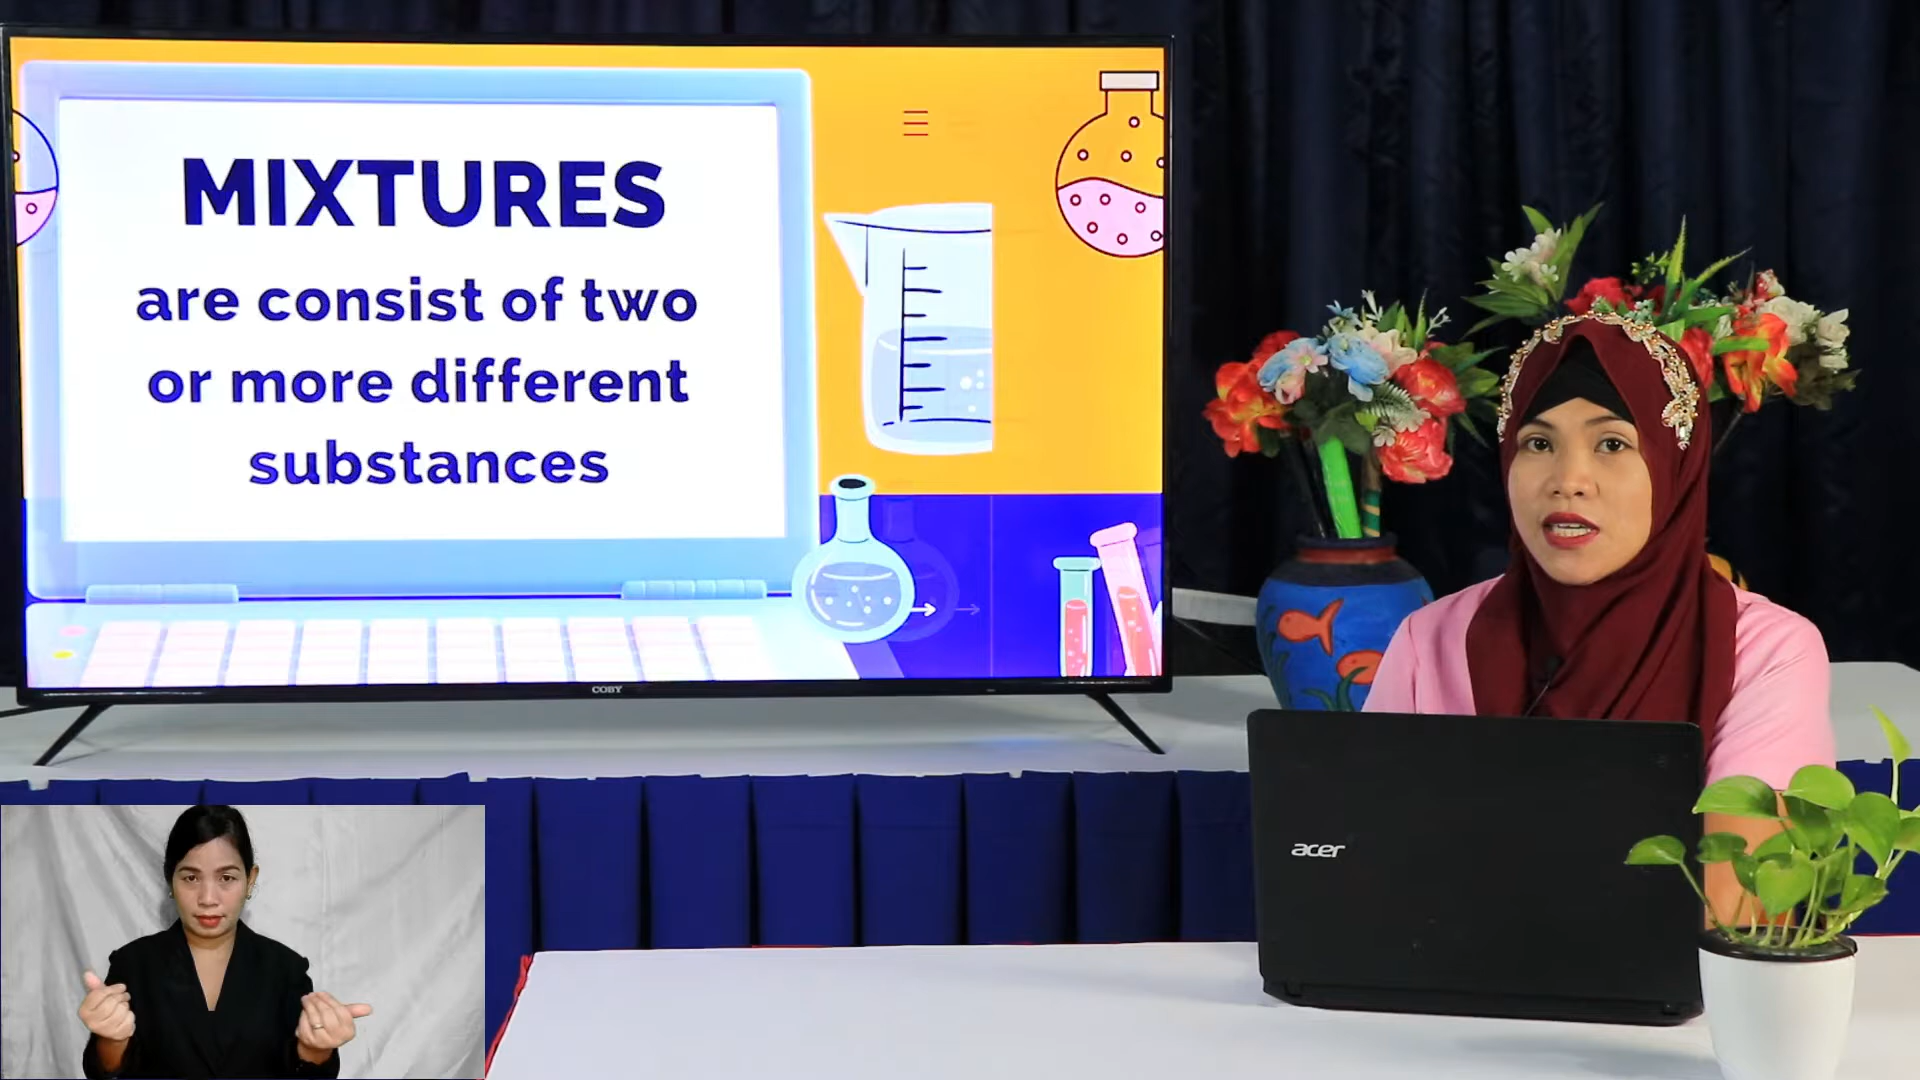 MIXTURES
are consist of two
or more different
substances
COBY
acer